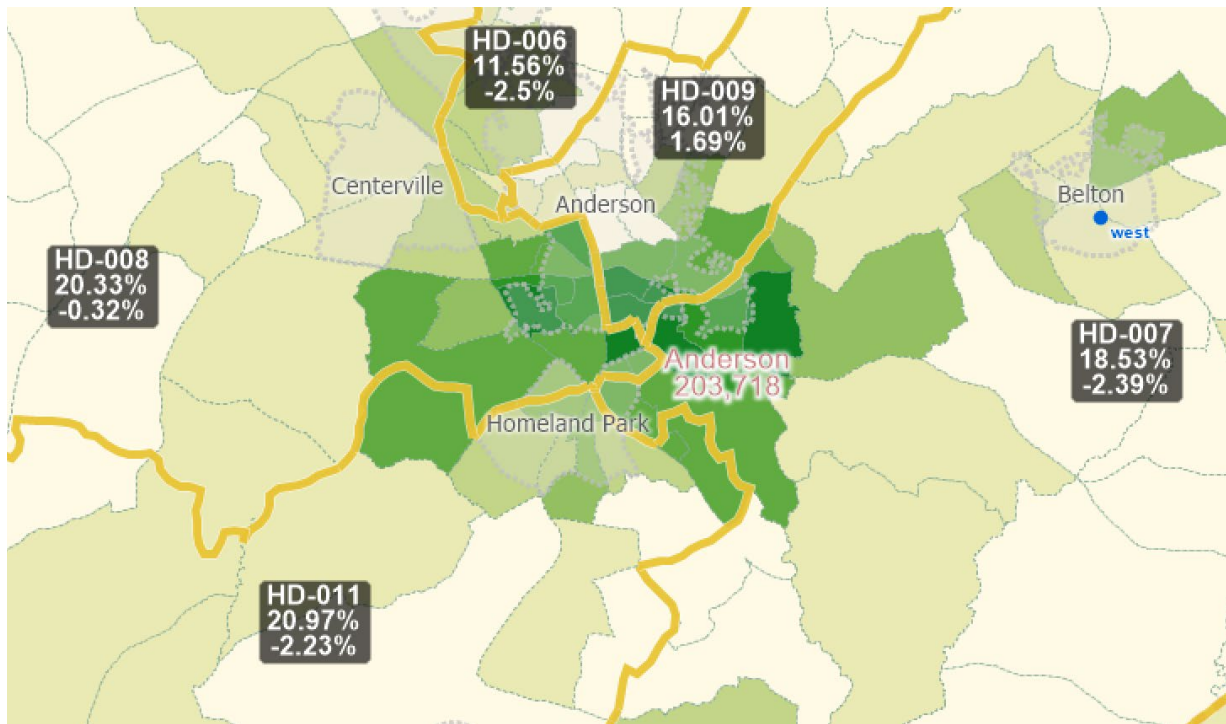 HD-006
11.56%
-2.5%
HD-009
16.01%
1.69%
Centerville
Anderson
Belton
west
HD-008
20.33%
-0.32%
HD-007
18.53%
-2.39%
Anderson
203,718
Homeland Park
HD-011
20.97%
-2.23%